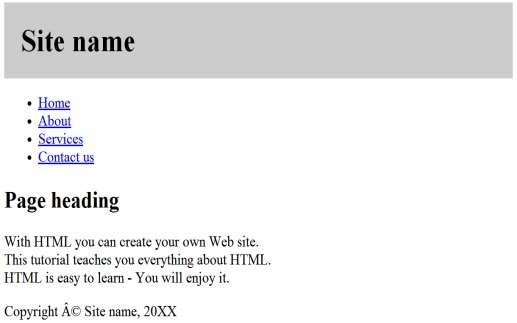 Site name
Home
About
Services
Contact us
Page heading
With HTML you can create your own Web site.
This tutorial teaches you everything about HTML.
HTML is easy to learn - You will enjoy it.
Copyright Â© Site name, 20XX